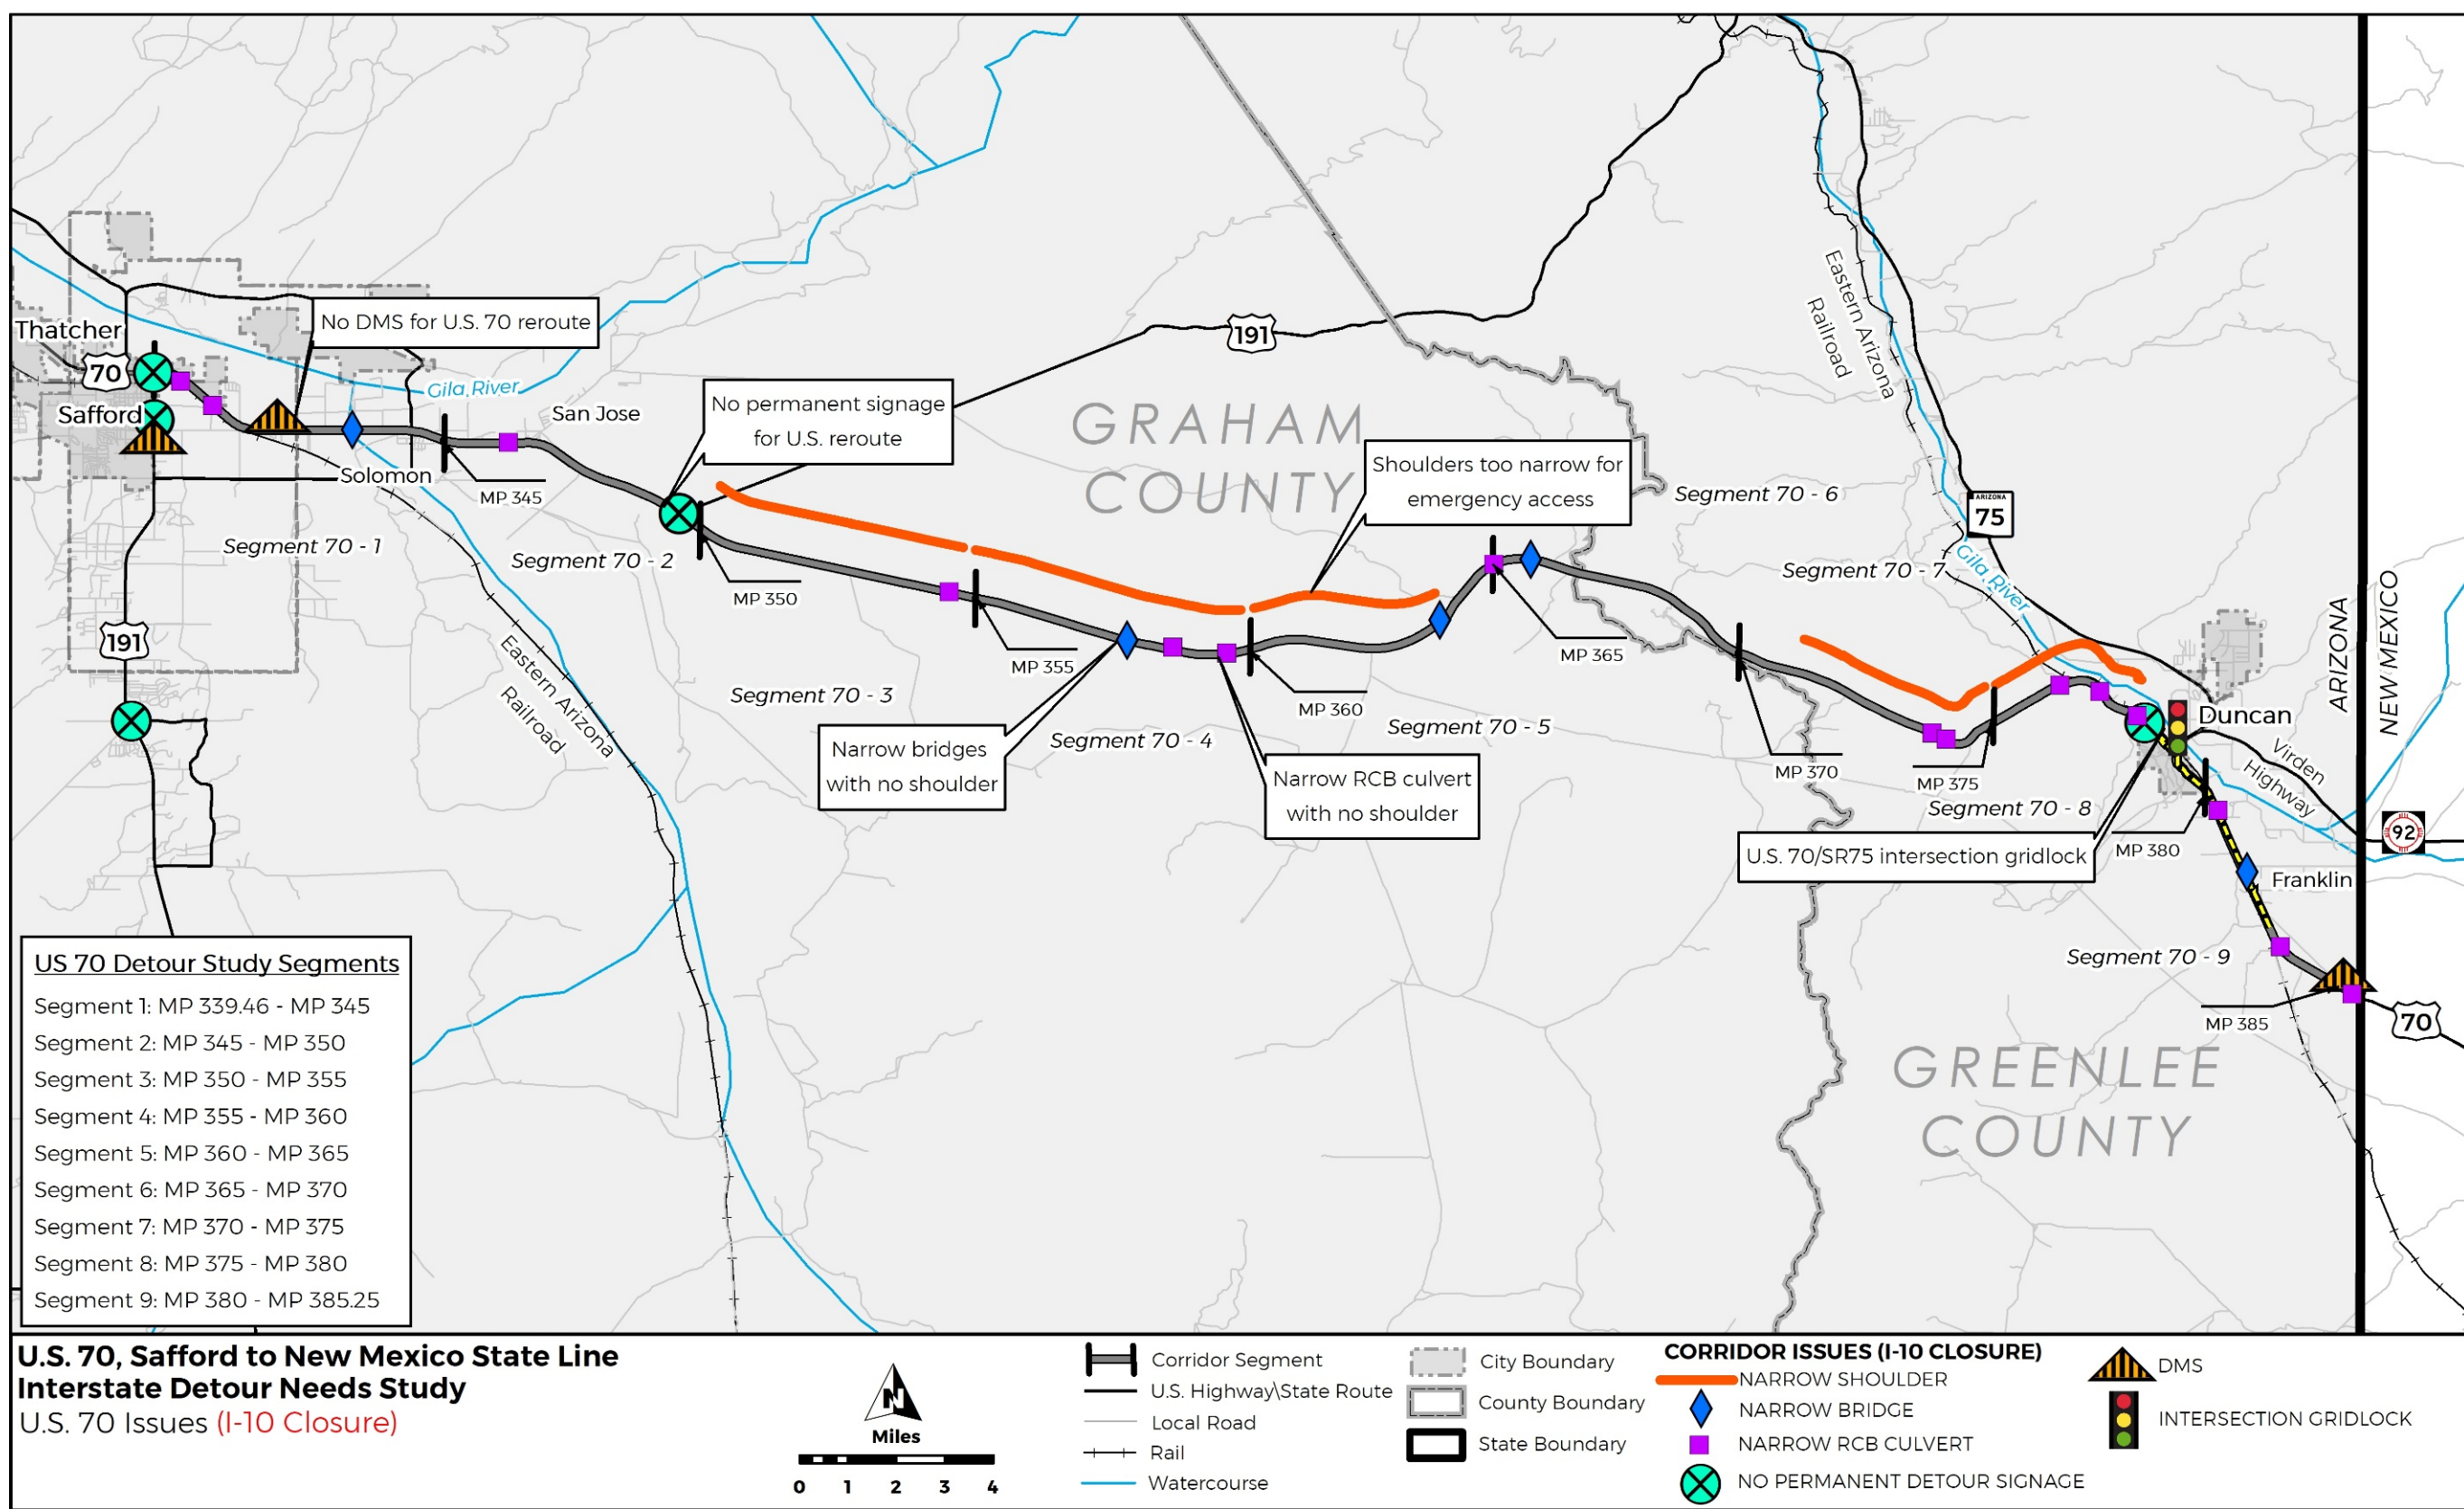 Thatcher
70
Safford
No DMS for U.S. 70 reroute
Gila River
San Jose
Solomon
MP 345
191
No permanent signage
for U.S. reroute
191
GRAHAM
COUNTY
Shoulders too narrow for
emergency access
Eastern Arizona
Railroad
ARIZONA
75
Gila River
ARIZONA
NEW MEXICO
Segment 70 - 1
Segment 70 - 2
Segment 70 - 3
Segment 70 - 4
Segment 70 - 5
Segment 70 - 6
Segment 70 - 7
Segment 70 - 8
Segment 70 - 9
MP 350
MP 355
MP 360
MP 365
MP 370
MP 375
MP 380
MP 385
Eastern Arizona
Railroad
Narrow bridges
with no shoulder
Narrow RCB culvert
with no shoulder
U.S. 70/SR75 intersection gridlock
Duncan
Virden
Highway
92
Franklin
70
GREENLEE
COUNTY
US 70 Detour Study Segments
Segment 1: MP 339.46 - MP 345
Segment 2: MP 345 - MP 350
Segment 3: MP 350 - MP 355
Segment 4: MP 355 - MP 360
Segment 5: MP 360 - MP 365
Segment 6: MP 365 - MP 370
Segment 7: MP 370 - MP 375
Segment 8: MP 375 - MP 380
Segment 9: MP 380 - MP 385.25
U.S. 70, Safford to New Mexico State Line
Interstate Detour Needs Study
U.S. 70 Issues (I-10 Closure)
N
Miles
0 1 2 3 4
Corridor Segment
U.S. Highway\State Route
Local Road
Rail
Watercourse
City Boundary
County Boundary
State Boundary
CORRIDOR ISSUES (I-10 CLOSURE)
NARROW SHOULDER
NARROW BRIDGE
NARROW RCB CULVERT
NO PERMANENT DETOUR SIGNAGE
DMS
INTERSECTION GRIDLOCK